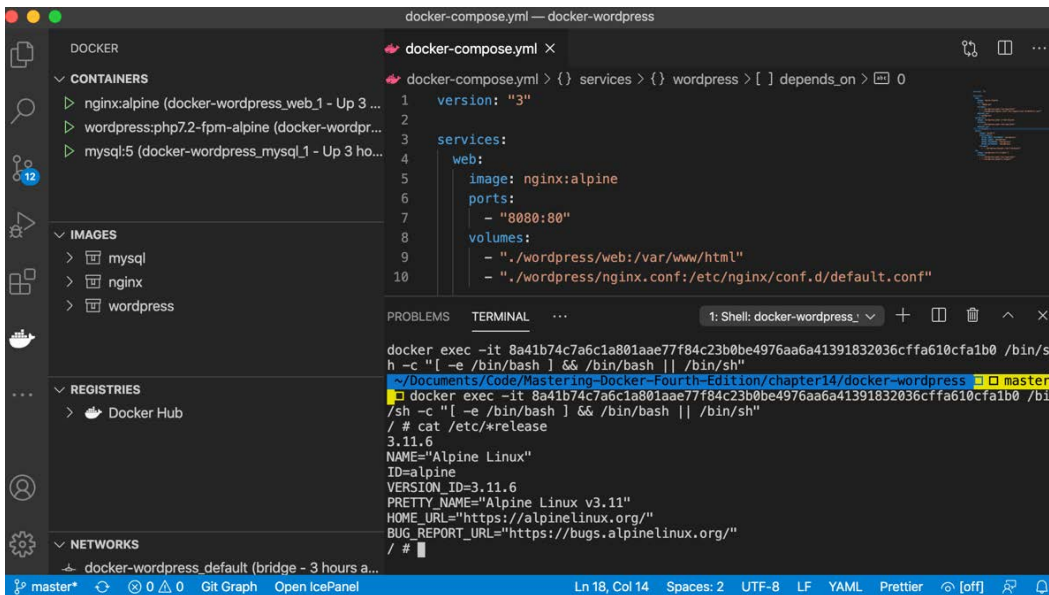 docker-compose.yml — docker-wordpress
DOCKER
CONTAINERS
nginx:alpine (docker-wordpress_web_1 - Up 3 ...
wordpress:php7.2-fpm-alpine (docker-wordpr...
mysql:5 (docker-wordpress_mysql_1 - Up 3 ho...
12
IMAGES
mysql
nginx
wordpress
REGISTRIES
Docker Hub
NETWORKS
docker-wordpress_default (bridge - 3 hours a...
docker-compose.yml ×
docker-compose.yml > {} services > {} wordpress > [ ] depends_on > 0
1 version: "3"
2
3 services:
4 web:
5 image: nginx:alpine
6 ports:
7 - "8080:80"
8 volumes:
9 - "./wordpress/web:/var/www/html"
10 - "./wordpress/nginx.conf:/etc/nginx/conf.d/default.conf"
PROBLEMS TERMINAL ... 1: Shell: docker-wordpress_
docker exec -it 8a41b74c7a6c1a801aae77f84c23b0be4976aa6a41391832036cffa610cfa1b0 /bin/s
h -c "[ -e /bin/bash ] && /bin/bash || /bin/sh"
~/Documents/Code/Mastering-Docker-Fourth-Edition/chapter14/docker-wordpress master
docker exec -it 8a41b74c7a6c1a801aae77f84c23b0be4976aa6a41391832036cffa610cfa1b0 /bi
/sh -c "[ -e /bin/bash ] && /bin/bash || /bin/sh"
/ # cat /etc/*release
3.11.6
NAME="Alpine Linux"
ID=alpine
VERSION_ID=3.11.6
PRETTY_NAME="Alpine Linux v3.11"
HOME_URL="https://alpinelinux.org/"
BUG_REPORT_URL="https://bugs.alpinelinux.org/"
/ #
master* 0 0 Git Graph Open IcePanel Ln 18, Col 14 Spaces: 2 UTF-8 LF YAML Prettier [off]